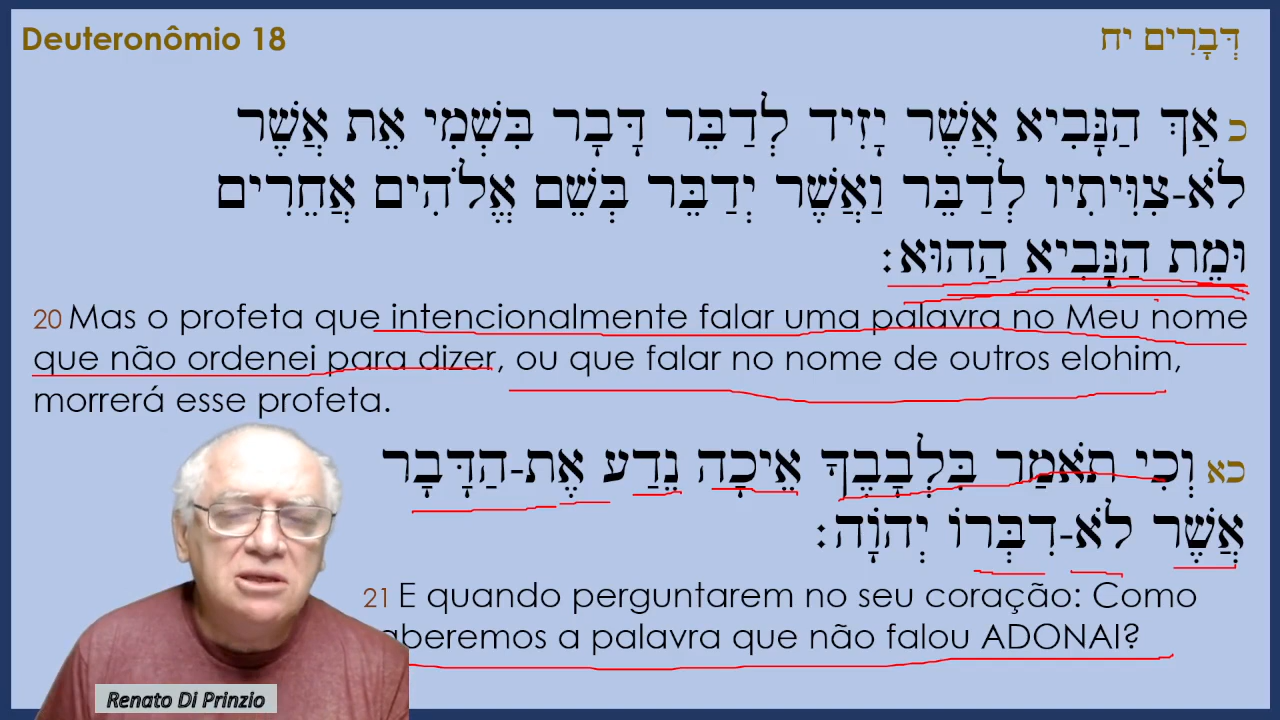 Deuteronômio 18
דְּבָרִים יח
כ אַךְ הַנָּבִיא אֲשֶׁר יָזִיד לְדַבֵּר דָּבָר בִּשְׁמִי אֵת אֲשֶׁר
לֹא-צִוִּיתִיו לְדַבֵּר וַאֲשֶׁר יְדַבֵּר בְּשֵׁם אֱלֹהִים אֲחֵרִים
וּמֵת הַנָּבִיא הַהוּא׃
20 Mas o profeta que intencionalmente falar uma palavra no Meu nome
que não ordenei para dizer, ou que falar no nome de outros elohim,
morrerá esse profeta.
כא וְכִי תֹאמַר בִּלְבָבֶךָ אֵיכָה נֵדַע אֶת-הַדָּבָר
אֲשֶׁר לֹא-דִבְּרוֹ יְהוָֹה׃
21 E quando perguntarem no seu coração: Como
aberemos a palavra que não falou ADONAI?
Renato Di Prinzio